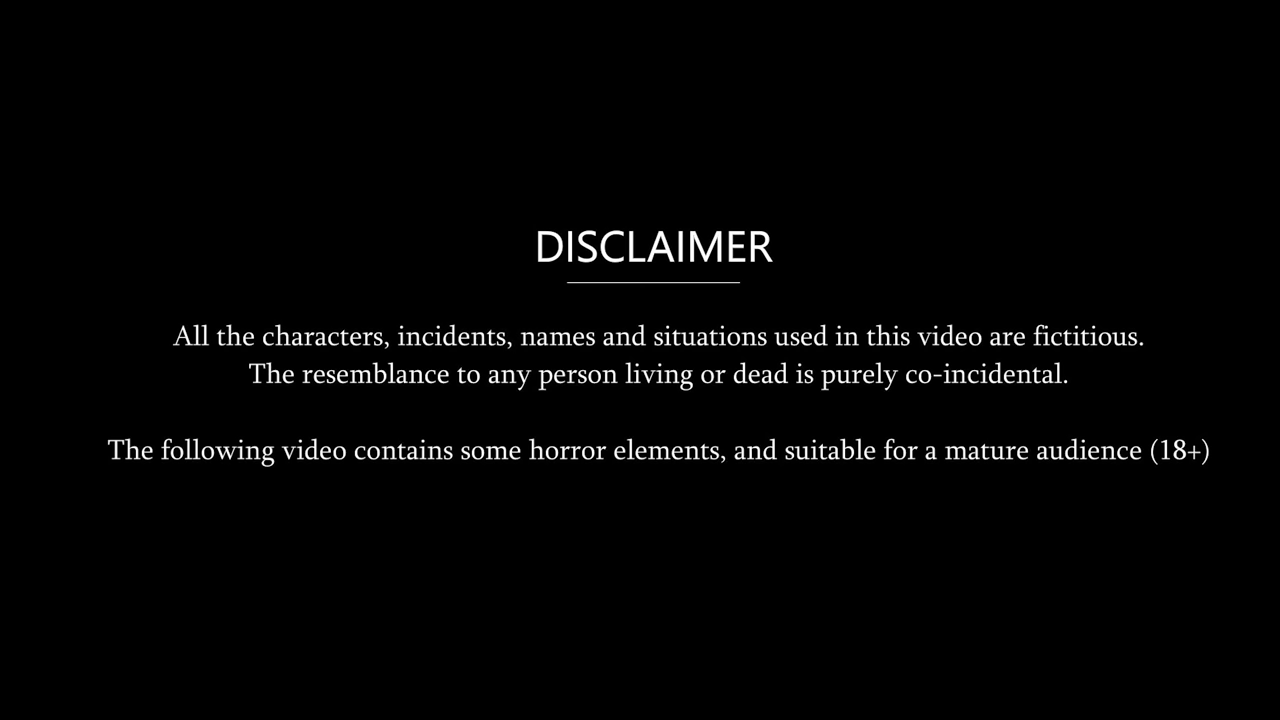 DISCLAIMER
All the characters, incidents, names and situations used in this video are fictitious.
The resemblance to any person living or dead is purely co-incidental.
The following video contains some horror elements, and suitable for a mature audience (18+)